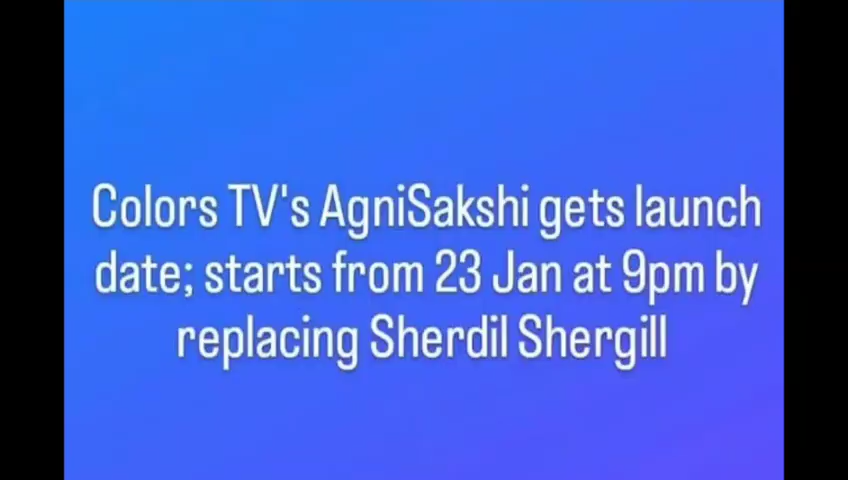 Colors TV's AgniSakshi gets launch
date; starts from 23 Jan at 9pm by
replacing Sherdil Shergill